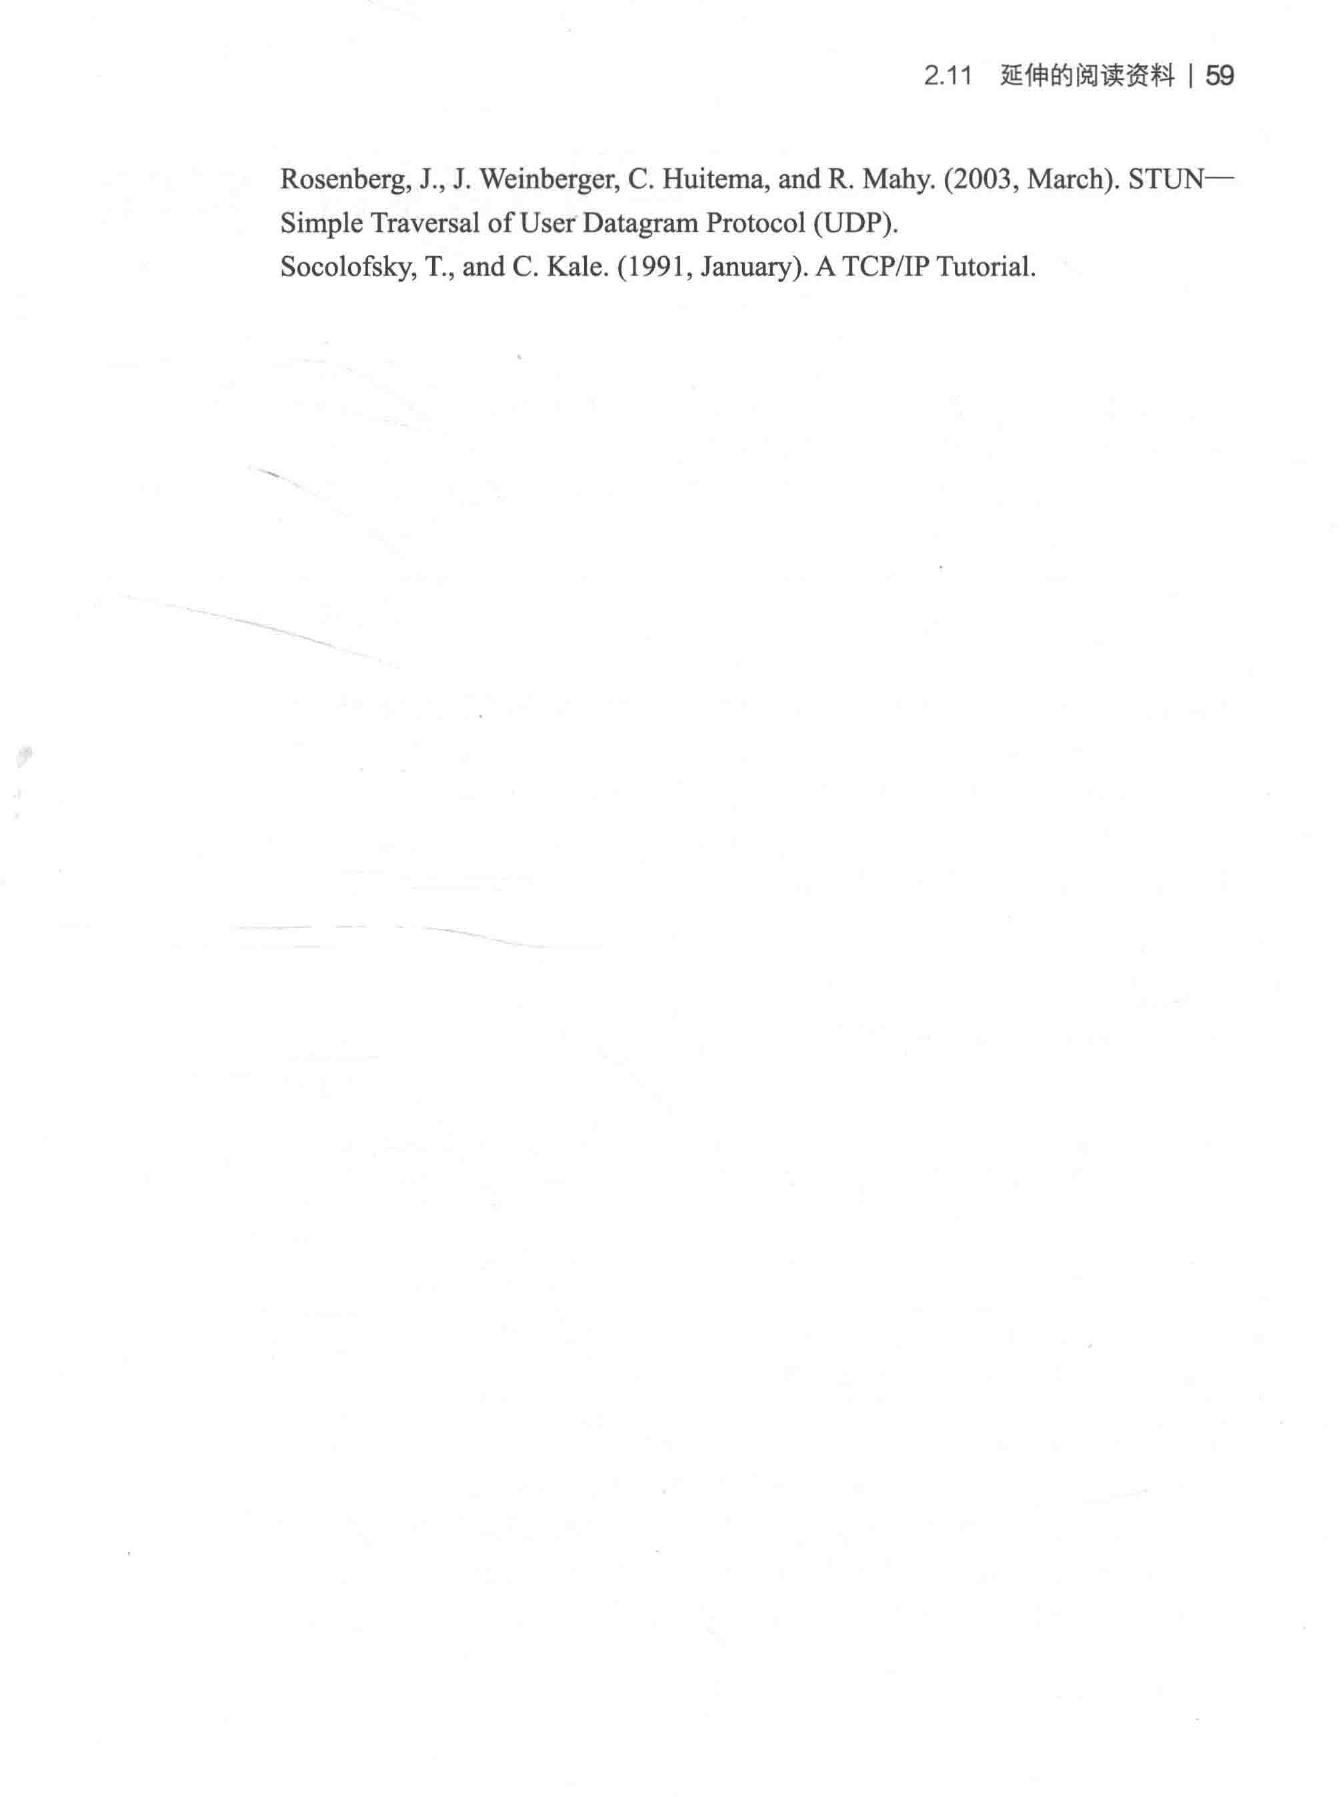 2.11 延伸的阅读资料 | 59
Rosenberg, J., J. Weinberger, C. Huitema, and R. Mahy. (2003, March). STUN—
Simple Traversal of User Datagram Protocol (UDP).
Socolofsky, T., and C. Kale. (1991, January). A TCP/IP Tutorial.